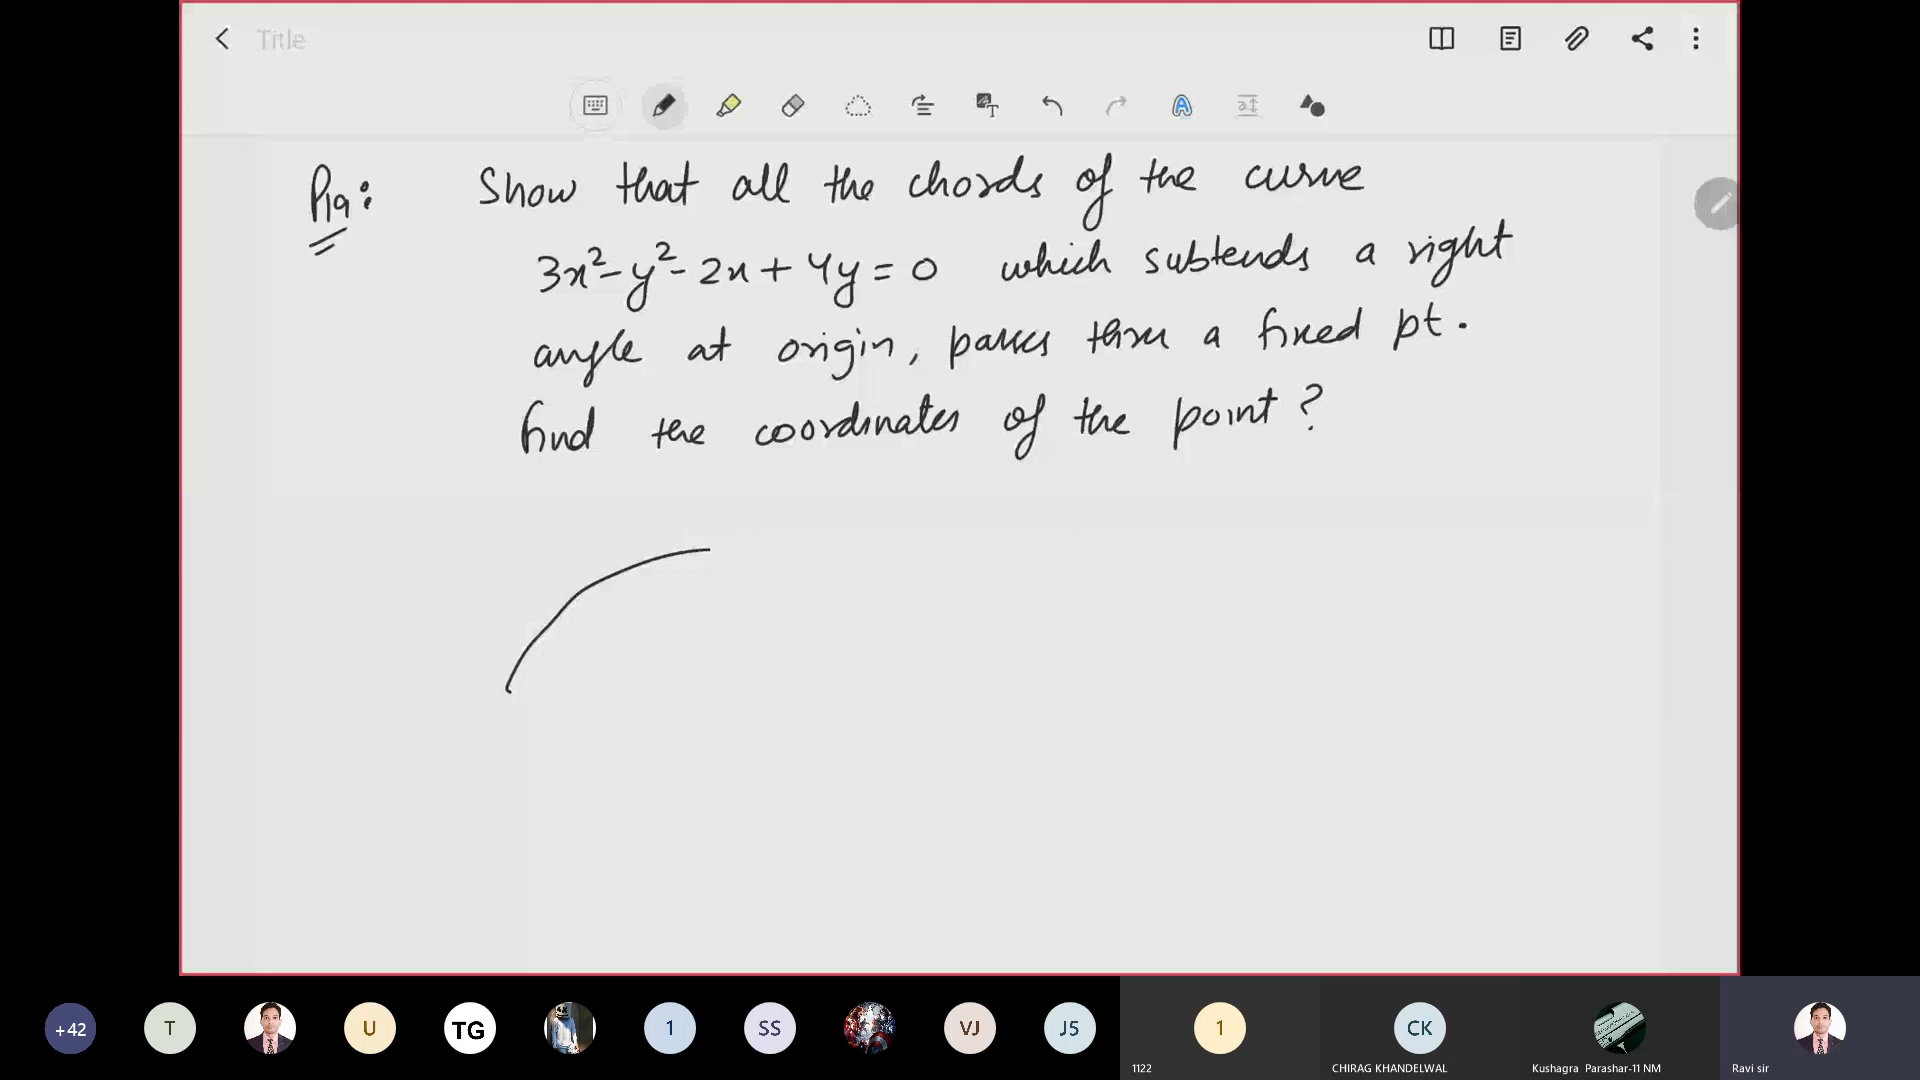 Title
Show that all the chords of the curve
3x²-y²-2x+4y=0 which subtends a right
angle at origin, passes thru a fixed pt.
find the coordinates of the point?
+42
T
U
TG
1
SS
VJ
J5
1
CK
1122
CHIRAG KHANDELWAL
Kushagra Parashar-11 NM
Ravi sir